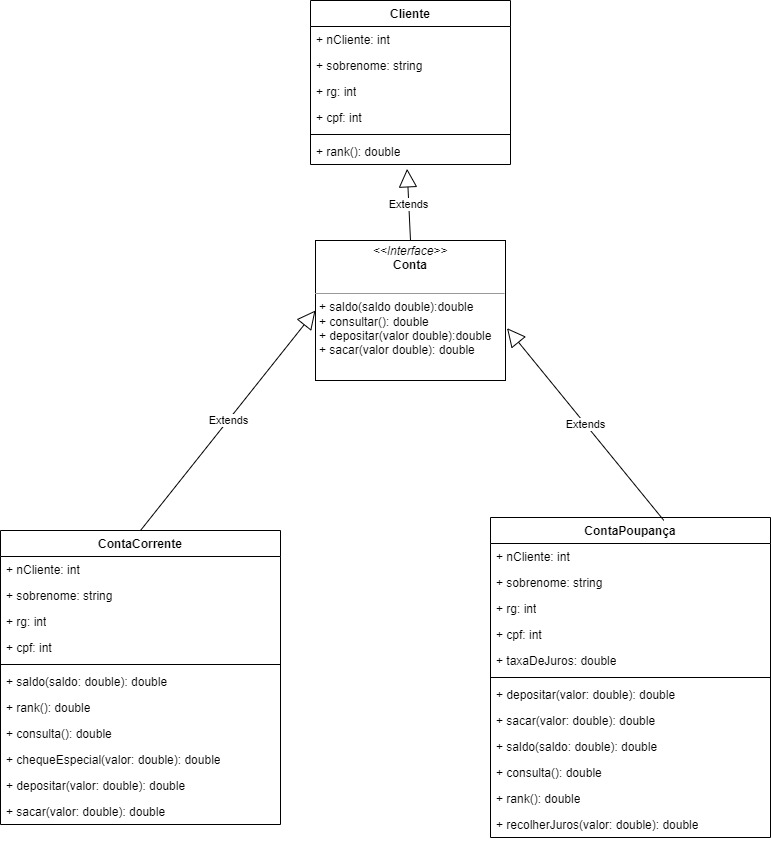 Cliente
+ nCliente: int
+ sobrenome: string
+ rg: int
+ cpf: int
+ rank(): double
Extends
<<Interface>>
Conta
+ saldo(saldo double):double
+ consultar(): double
+ depositar(valor double):double
+ sacar(valor double): double
Extends
Extends
ContaCorrente
+ nCliente: int
+ sobrenome: string
+ rg: int
+ cpf: int
+ saldo(saldo: double): double
+ rank(): double
+ consulta(): double
+ chequeEspecial(valor: double): double
+ depositar(valor: double): double
+ sacar(valor: double): double
ContaPoupança
+ nCliente: int
+ sobrenome: string
+ rg: int
+ cpf: int
+ taxaDeJuros: double
+ depositar(valor: double): double
+ sacar(valor: double): double
+ saldo(saldo: double): double
+ consulta(): double
+ rank(): double
+ recolherJuros(valor: double): double